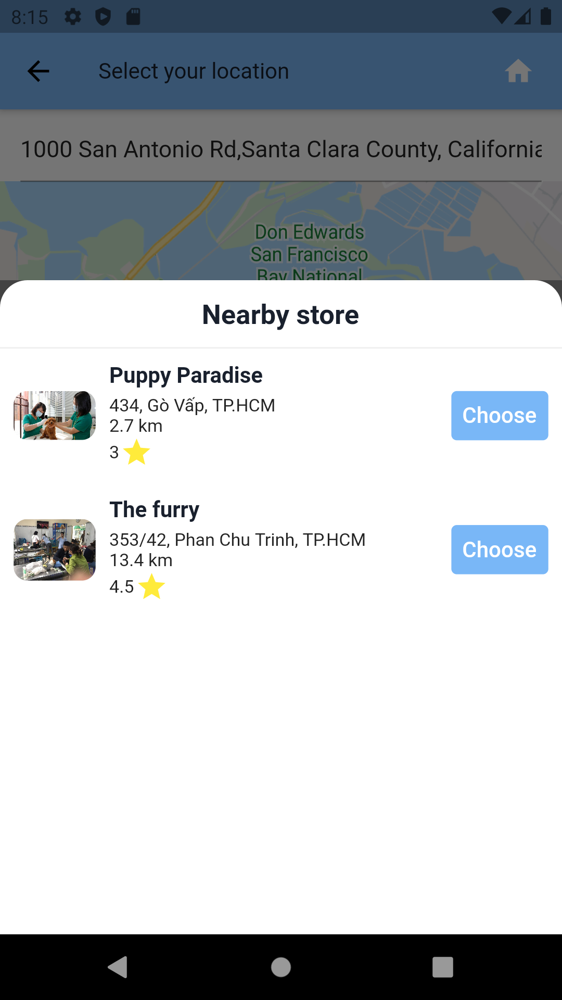 8:15
Select your location
1000 San Antonio Rd,Santa Clara County, California
Don Edwards
San Francisco
Bay National
Nearby store
Puppy Paradise
434, Gò Vấp, TP.HCM
2.7 km
3
Choose
The furry
353/42, Phan Chu Trinh, TP.HCM
13.4 km
4.5
Choose